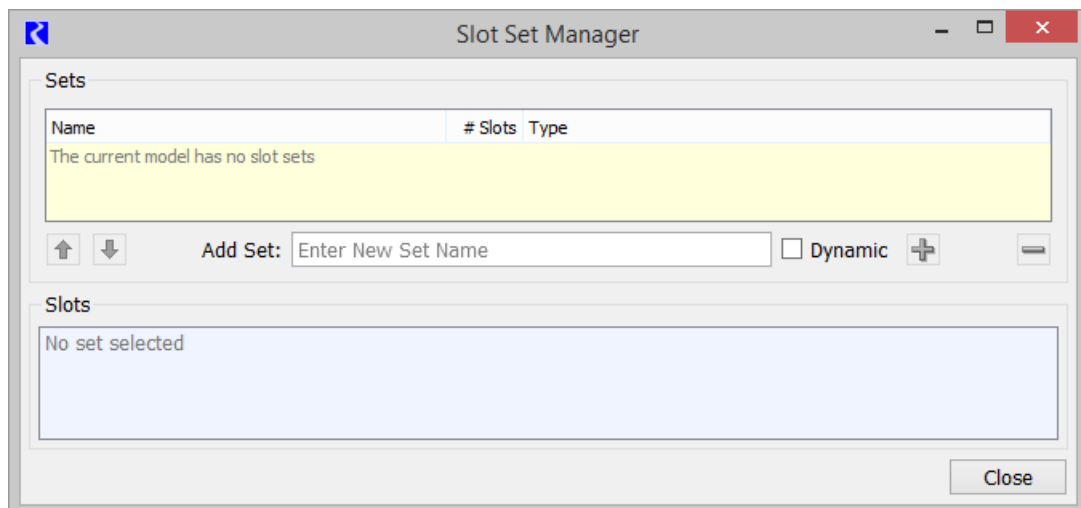 Slot Set Manager
Sets
Name # Slots Type
The current model has no slot sets
Add Set: Enter New Set Name Dynamic
Slots
No set selected
Close